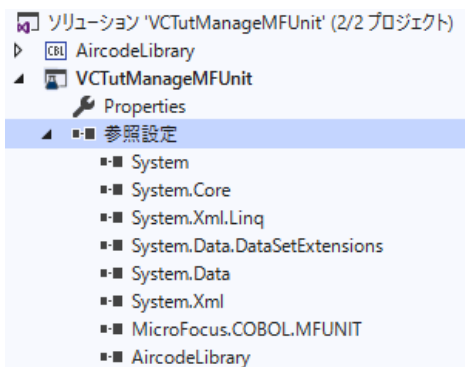 ソリューション 'VCTutManageMFUnit' (2/2 プロジェクト)
CBL AircodeLibrary
VCTutManageMFUnit
Properties
参照設定
System
System.Core
System.Xml.Linq
System.Data.DataSetExtensions
System.Data
System.Xml
MicroFocus.COBOL.MFUNIT
AircodeLibrary